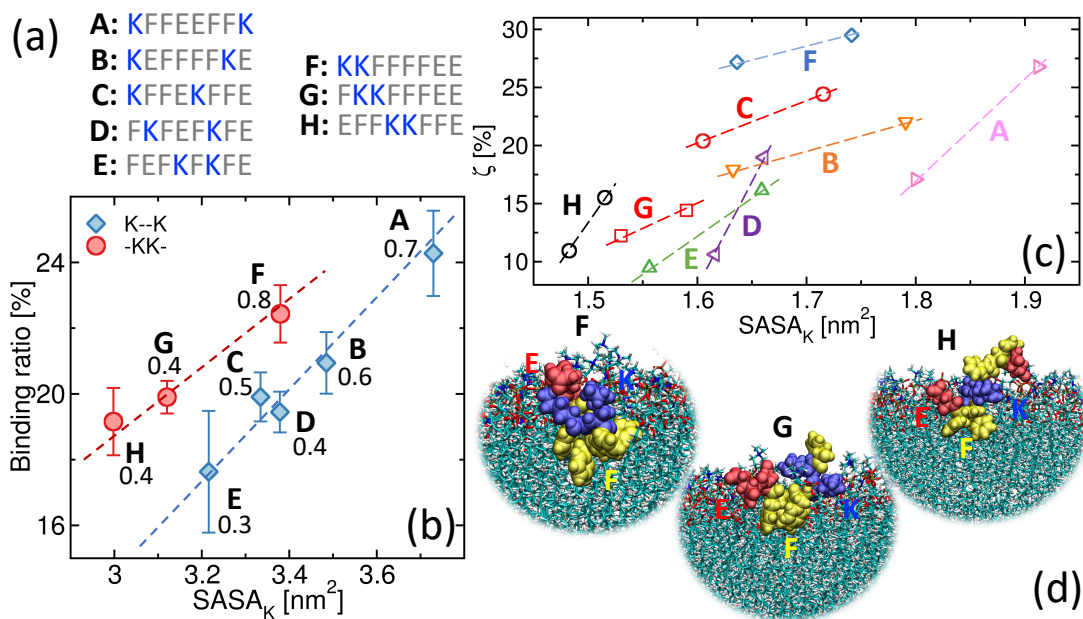 (a)
A: KFFEEFFK
B: KEFFFFKE
C: KFFEKFFE
D: FKFEFKFE
E: FEFKFKFE
F: KKFFFFEE
G: FKKFFFEE
H: EFFKKFFE
K--K
-KK-
A
0.7
F
0.8
G
0.4
C
0.5
B
0.6
D
0.4
H
0.4
E
0.3
24
20
16
Binding ratio [%]
3
3.2
3.4
3.6
SASA_K [nm²]
(b)
30
25
20
15
10
ζ [%]
F
C
A
B
H
G
E
D
1.5
1.6
1.7
1.8
1.9
SASA_K [nm²]
(c)
F
E
K
F
G
E
K
F
H
E
K
F
(d)